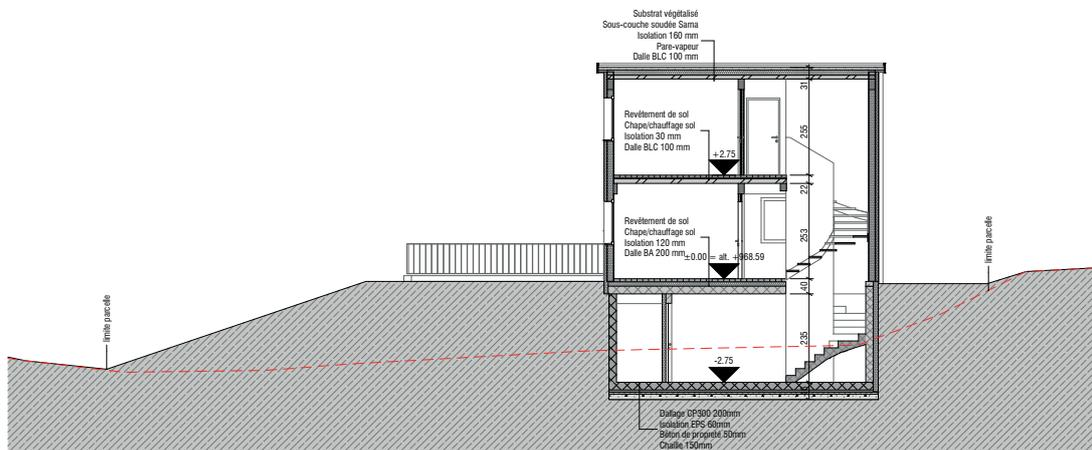 Substrat végétalisé
Sous-couche soudée Sarna
Isolation 160 mm
Pare-vapeur
Dalle BLC 100 mm
31
Revêtement de sol
Chape/chauffage sol
Isolation 30 mm
Dalle BLC 100 mm
255
+2.75
22
Revêtement de sol
Chape/chauffage sol
Isolation 120 mm
Dalle BA 200 mm
253
±0.00 = alt. +968.59
limite parcelle
40
limite parcelle
235
-2.75
Dallage CP300 200mm
Isolation EPS 60mm
Béton de propreté 50mm
Chaille 150mm